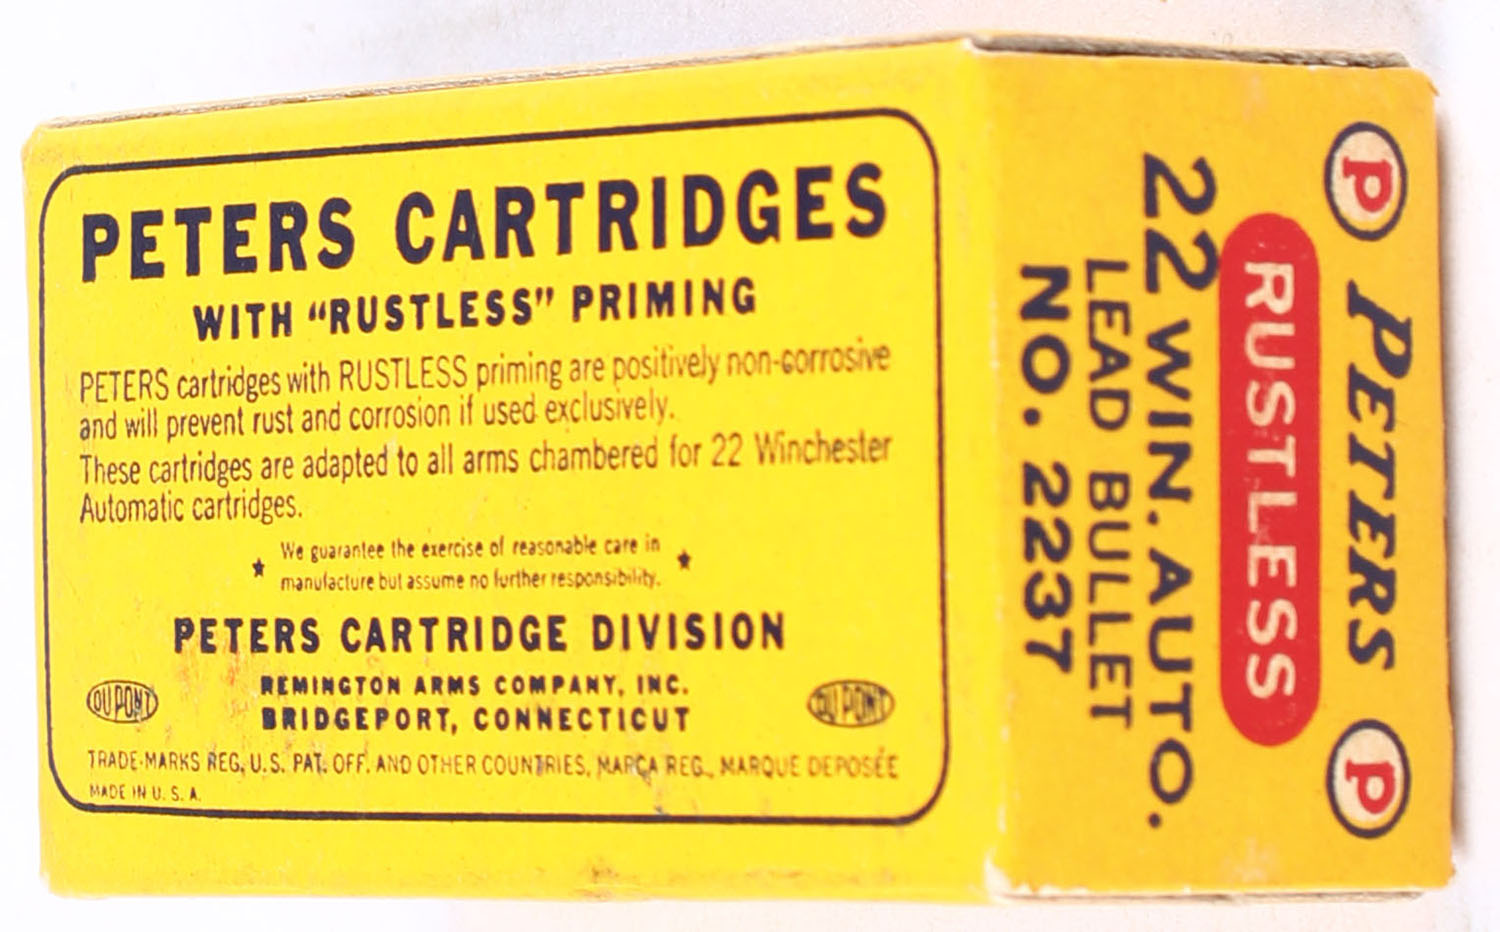 PETERS CARTRIDGES
WITH "RUSTLESS" PRIMING
PETERS cartridges with RUSTLESS priming are positively non-corrosive
and will prevent rust and corrosion if used exclusively.
These cartridges are adapted to all arms chambered for 22 Winchester
Automatic cartridges.
We guarantee the exercise of reasonable care in
manufacture but assume no further responsibility.
PETERS CARTRIDGE DIVISION
REMINGTON ARMS COMPANY, INC.
BRIDGEPORT, CONNECTICUT
DU PONT
DU PONT
TRADE-MARKS REG. U.S. PAT. OFF. AND OTHER COUNTRIES, MARCA REG., MARQUE DEPOSÉE
MADE IN U. S. A.
P PETERS P
RUSTLESS
22 WIN. AUTO.
LEAD BULLET
NO. 2237